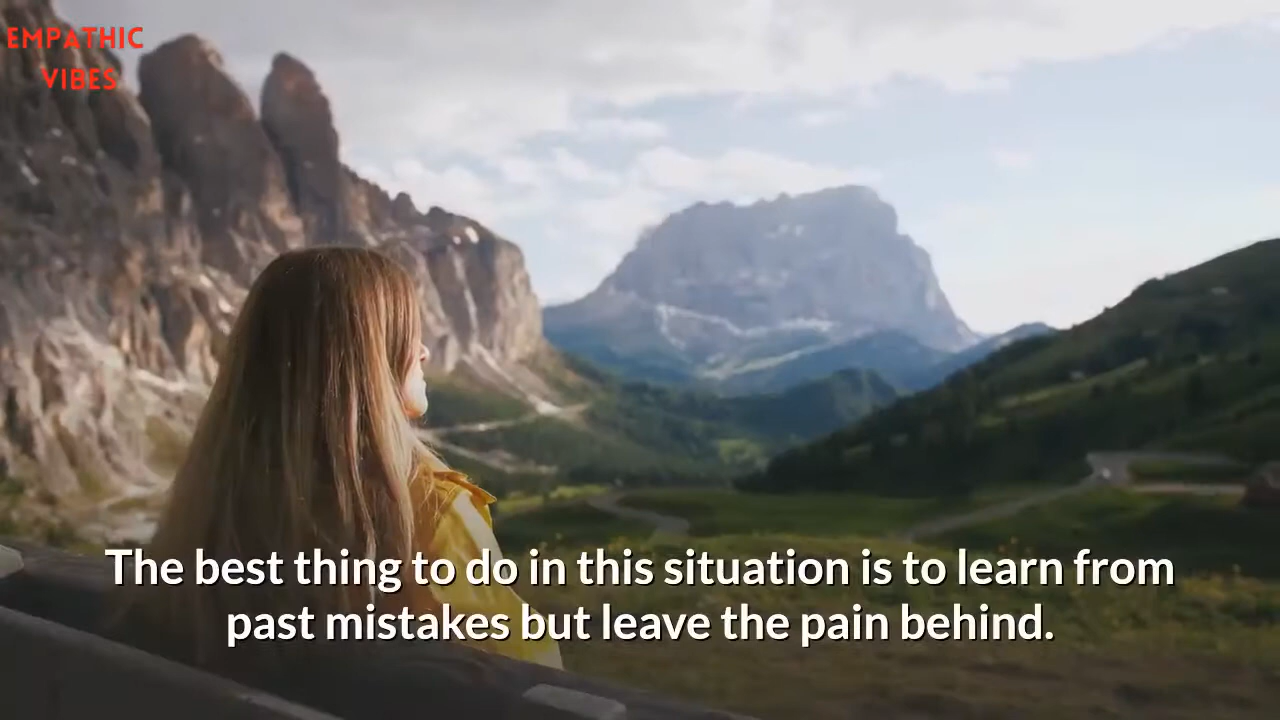 EMPATHIC
VIBES
The best thing to do in this situation is to learn from
past mistakes but leave the pain behind.